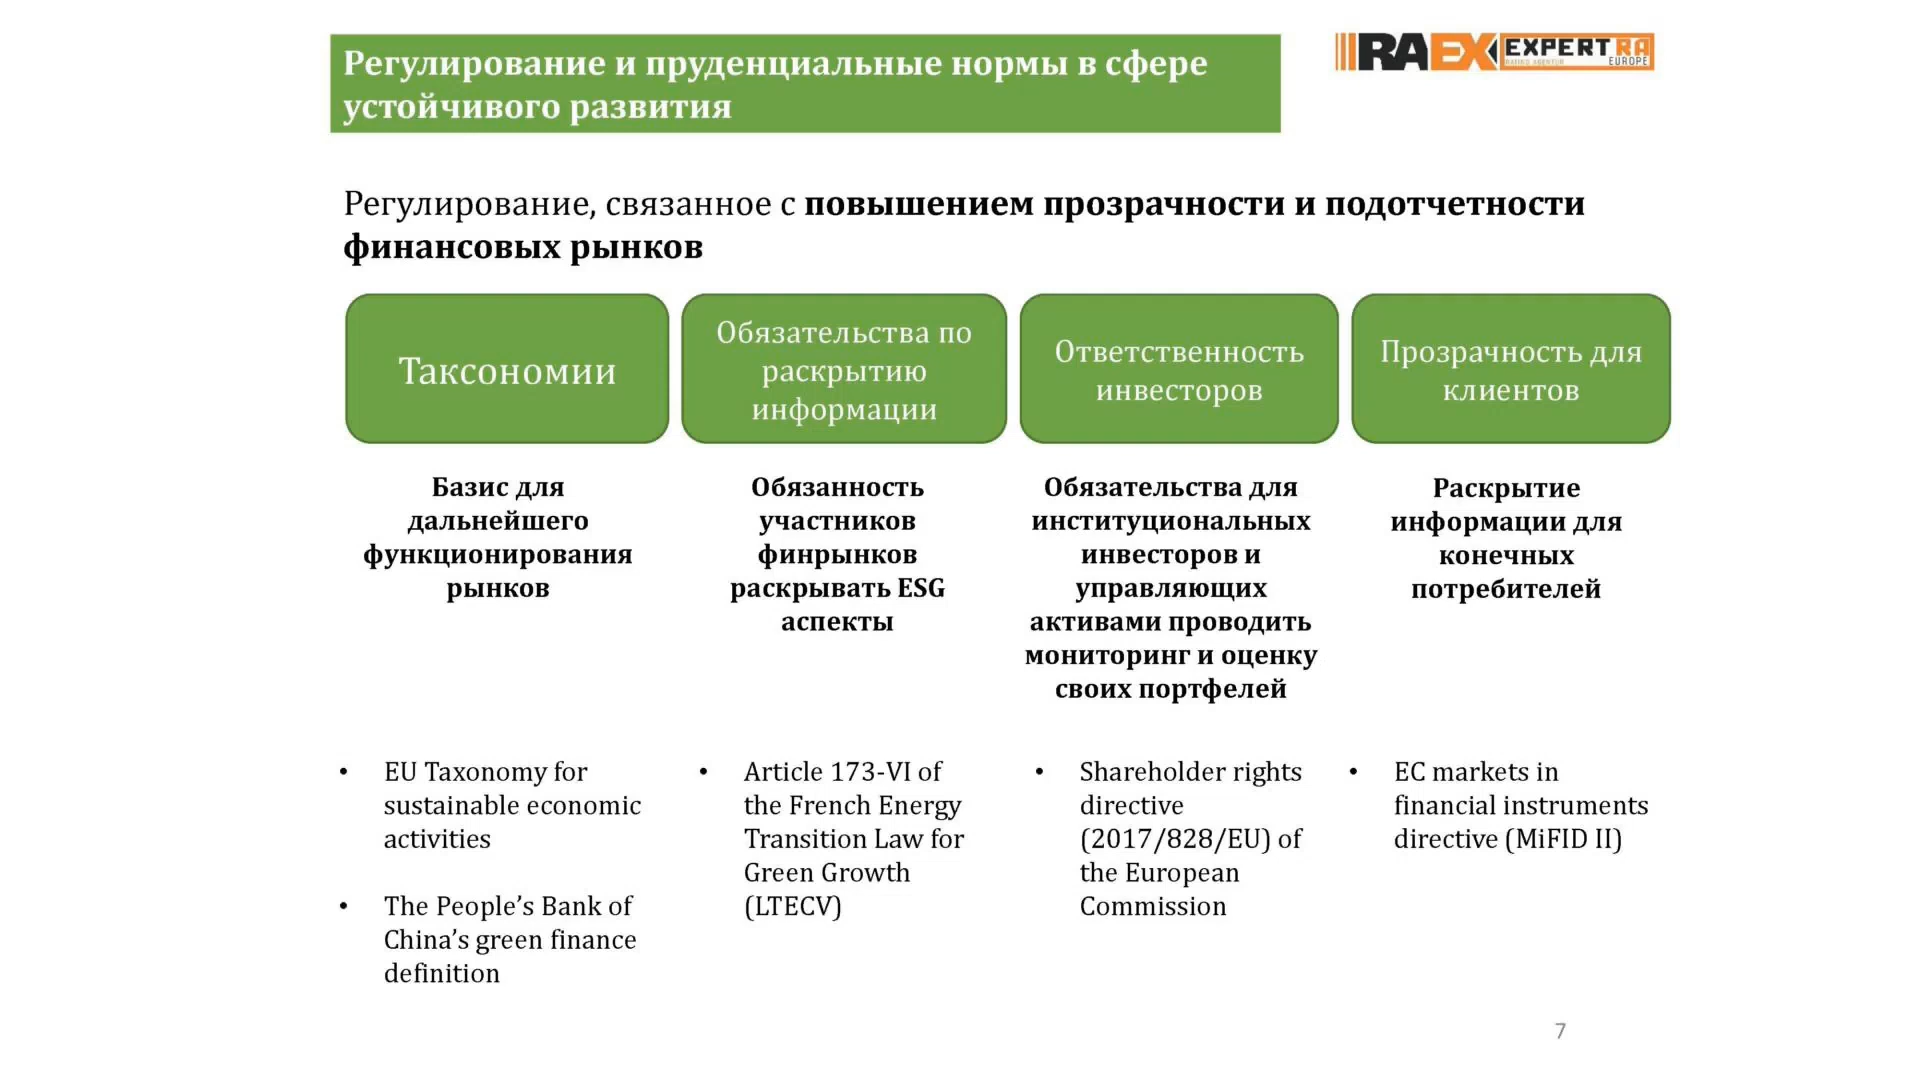 Регулирование и пруденциальные нормы в сфере
устойчивого развития
RAEX EXPERT RA
RATING AGENTUR
EUROPE
Регулирование, связанное с повышением прозрачности и подотчетности
финансовых рынков
Таксономии
Обязательства по
раскрытию
информации
Ответственность
инвесторов
Прозрачность для
клиентов
Базис для
дальнейшего
функционирования
рынков
Обязанность
участников
финрынков
раскрывать ESG
аспекты
Обязательства для
институциональных
инвесторов и
управляющих
активами проводить
мониторинг и оценку
своих портфелей
Раскрытие
информации для
конечных
потребителей
• EU Taxonomy for
sustainable economic
activities
• The People’s Bank of
China’s green finance
definition
• Article 173-VI of
the French Energy
Transition Law for
Green Growth
(LTECV)
• Shareholder rights
directive
(2017/828/EU) of
the European
Commission
• EC markets in
financial instruments
directive (MiFID II)
7